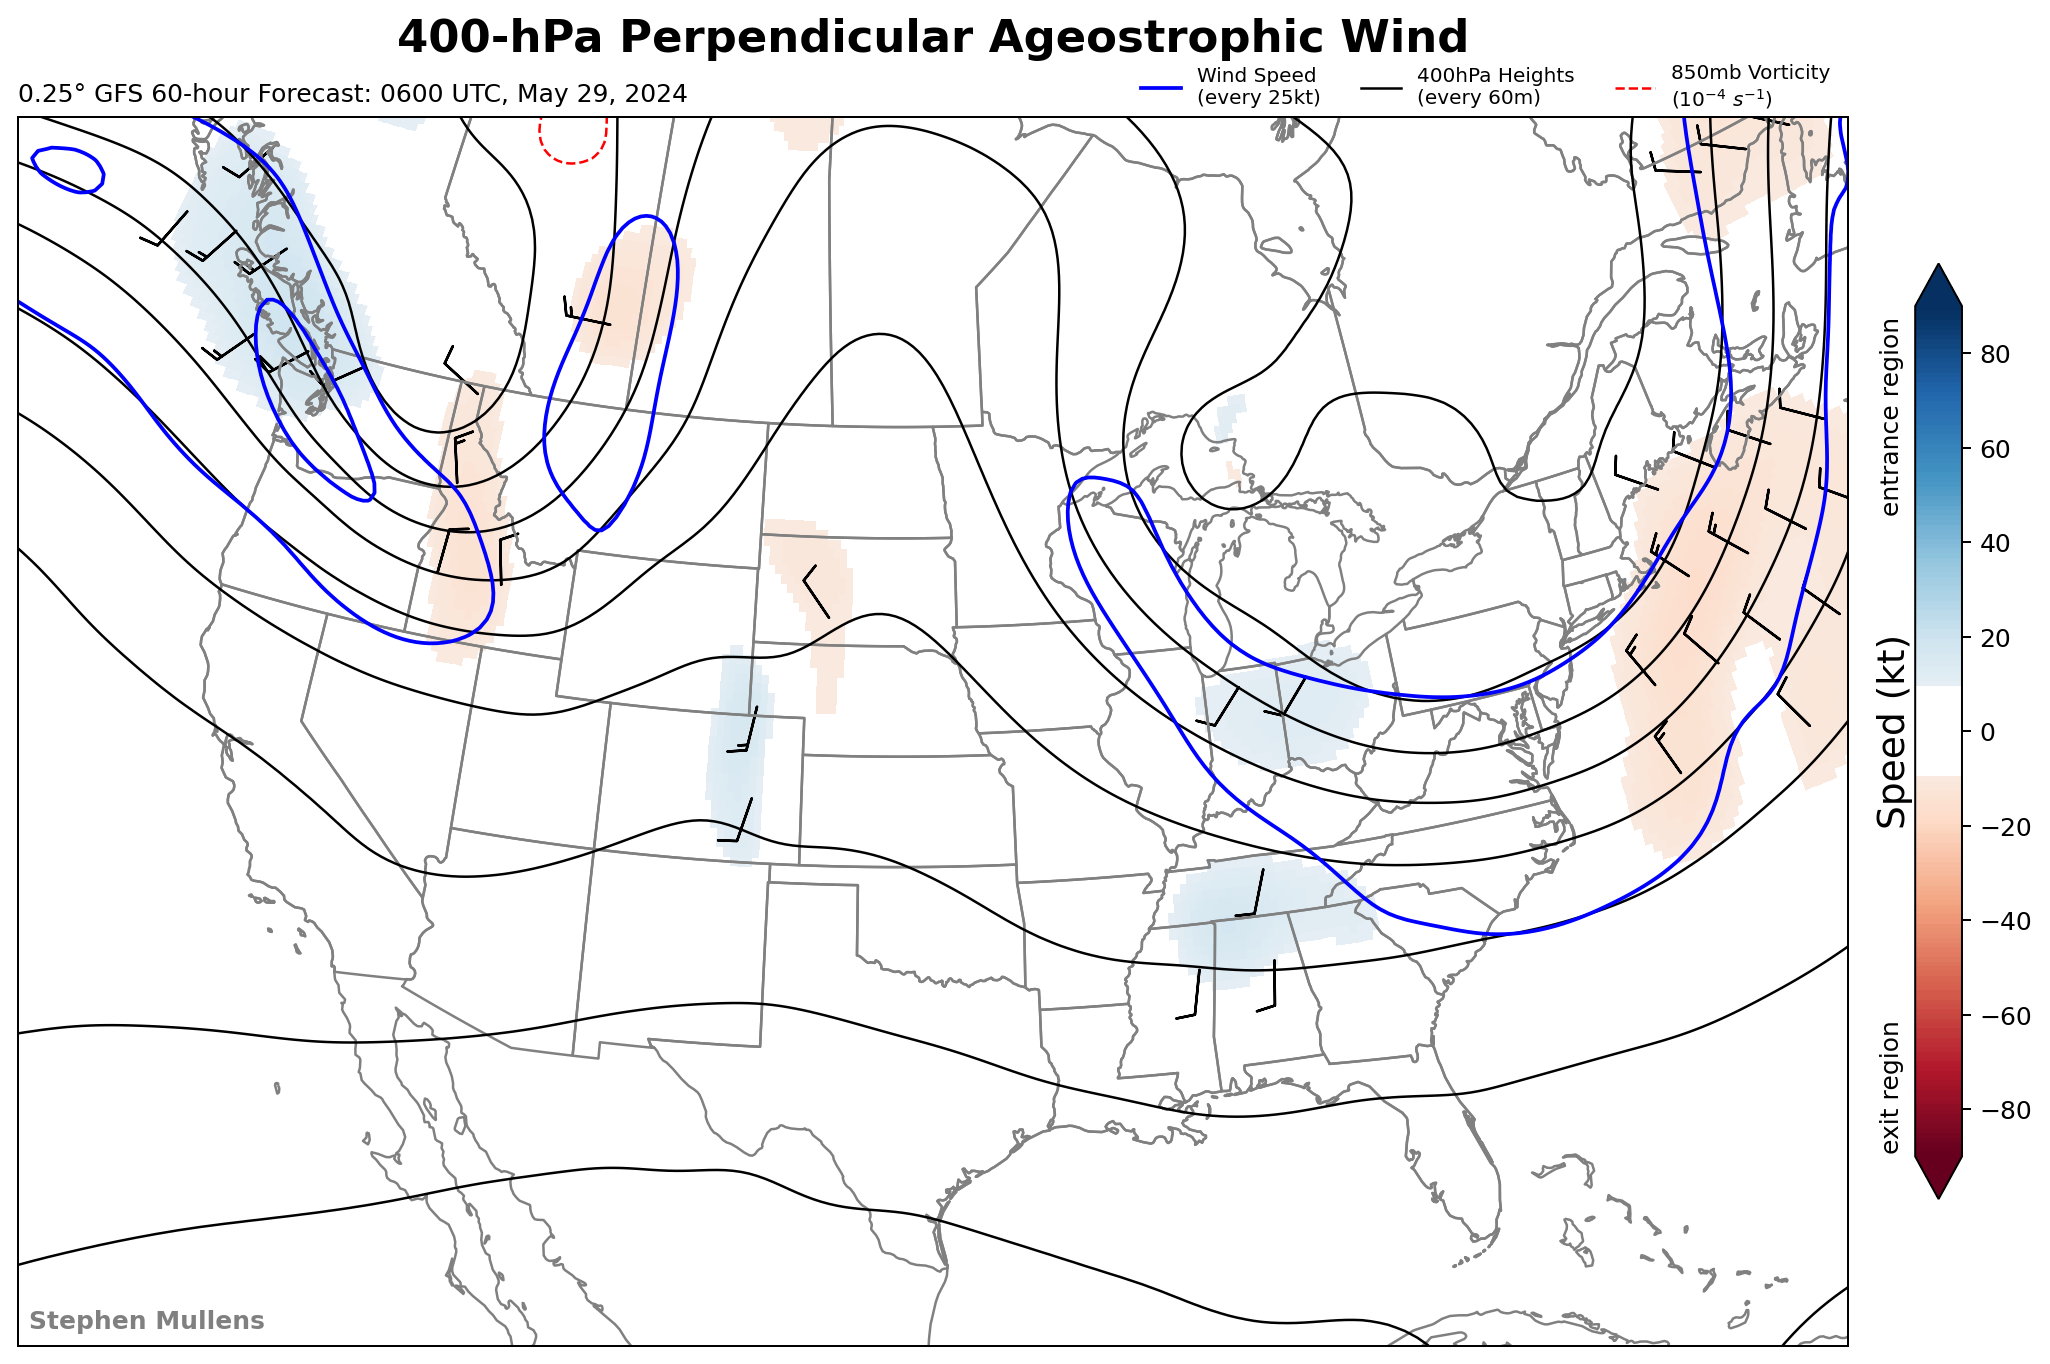 400-hPa Perpendicular Ageostrophic Wind
0.25° GFS 60-hour Forecast: 0600 UTC, May 29, 2024
Wind Speed
(every 25kt)
400hPa Heights
(every 60m)
850mb Vorticity
(10⁻⁴ s⁻¹)
entrance region
Speed (kt)
exit region
80
60
40
20
0
−20
−40
−60
−80
Stephen Mullens